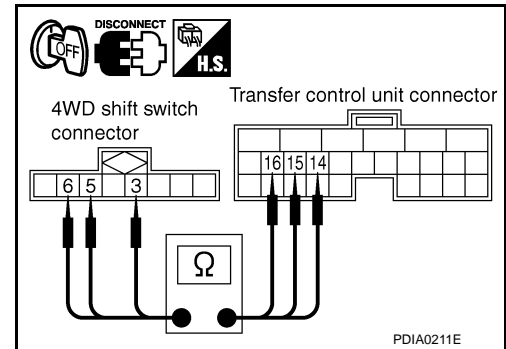 DISCONNECT
OFF
H.S.
4WD shift switch
connector
Transfer control unit connector
6 5 3
16 15 14
Ω
PDIA0211E